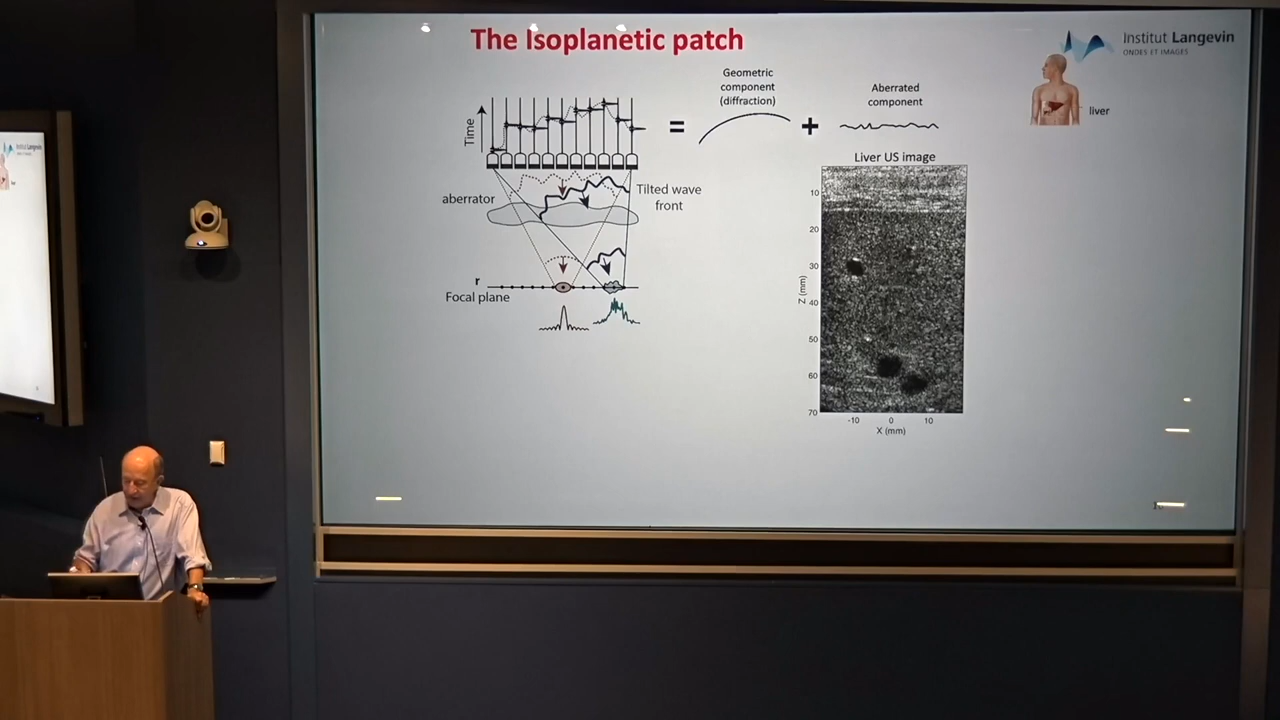 The Isoplanetic patch
Institut Langevin
ONDES ET IMAGES
liver
Geometric
component
(diffraction)
Aberrated
component
=
+
Time
aberrator
Tilted wave
front
r
Focal plane
Liver US image
10
20
30
40
50
60
70
Z (mm)
-10
0
10
X (mm)